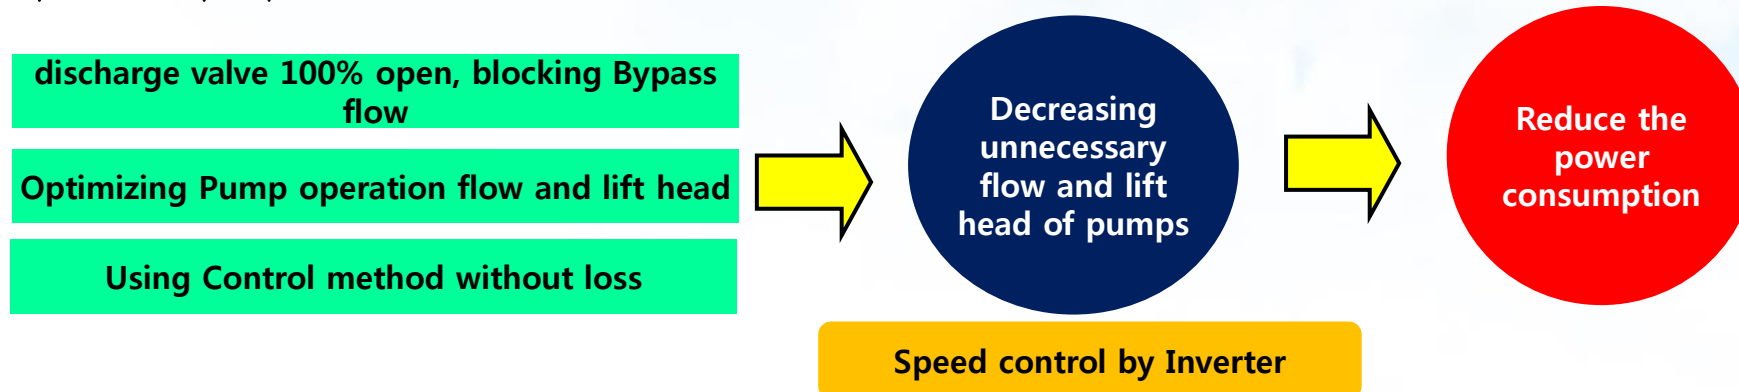 discharge valve 100% open, blocking Bypass
flow
Optimizing Pump operation flow and lift head
Using Control method without loss
Decreasing
unnecessary
flow and lift
head of pumps
Speed control by Inverter
Reduce the
power
consumption